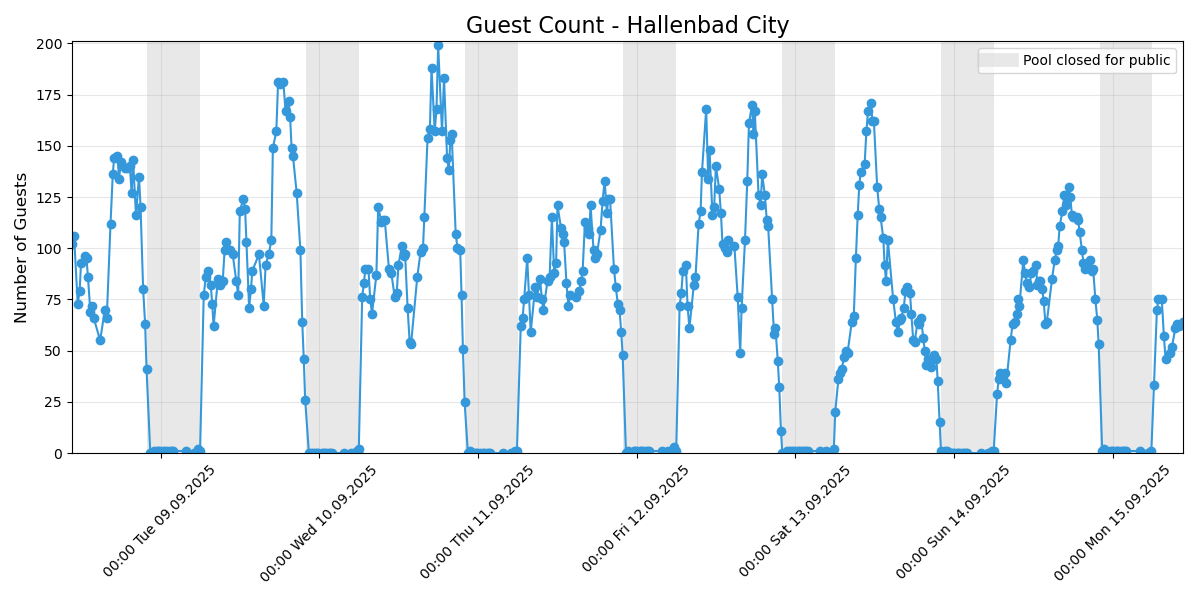 Guest Count - Hallenbad City
Pool closed for public
Number of Guests
200
175
150
125
100
75
50
25
0
00:00 Tue 09.09.2025
00:00 Wed 10.09.2025
00:00 Thu 11.09.2025
00:00 Fri 12.09.2025
00:00 Sat 13.09.2025
00:00 Sun 14.09.2025
00:00 Mon 15.09.2025